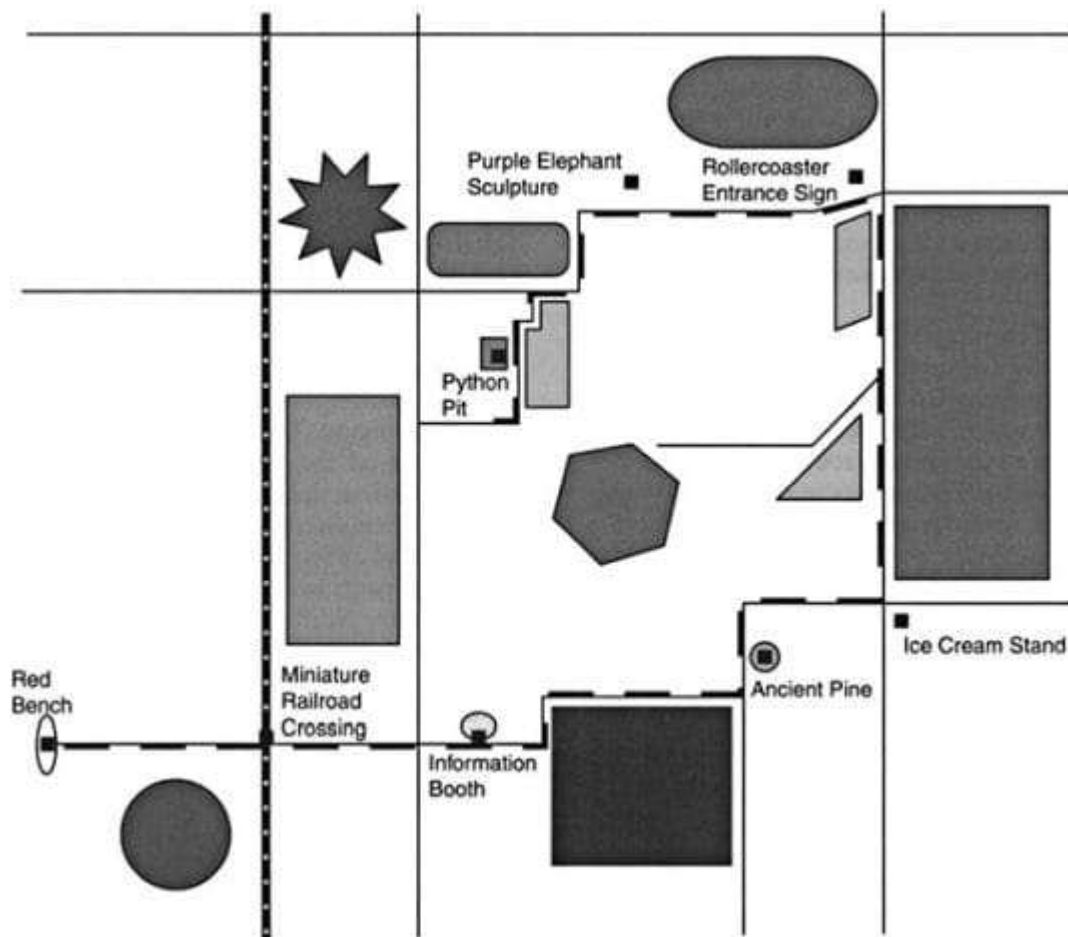 Purple Elephant
Sculpture
Rollercoaster
Entrance Sign
Python
Pit
Ice Cream Stand
Red
Bench
Miniature
Railroad
Crossing
Ancient Pine
Information
Booth